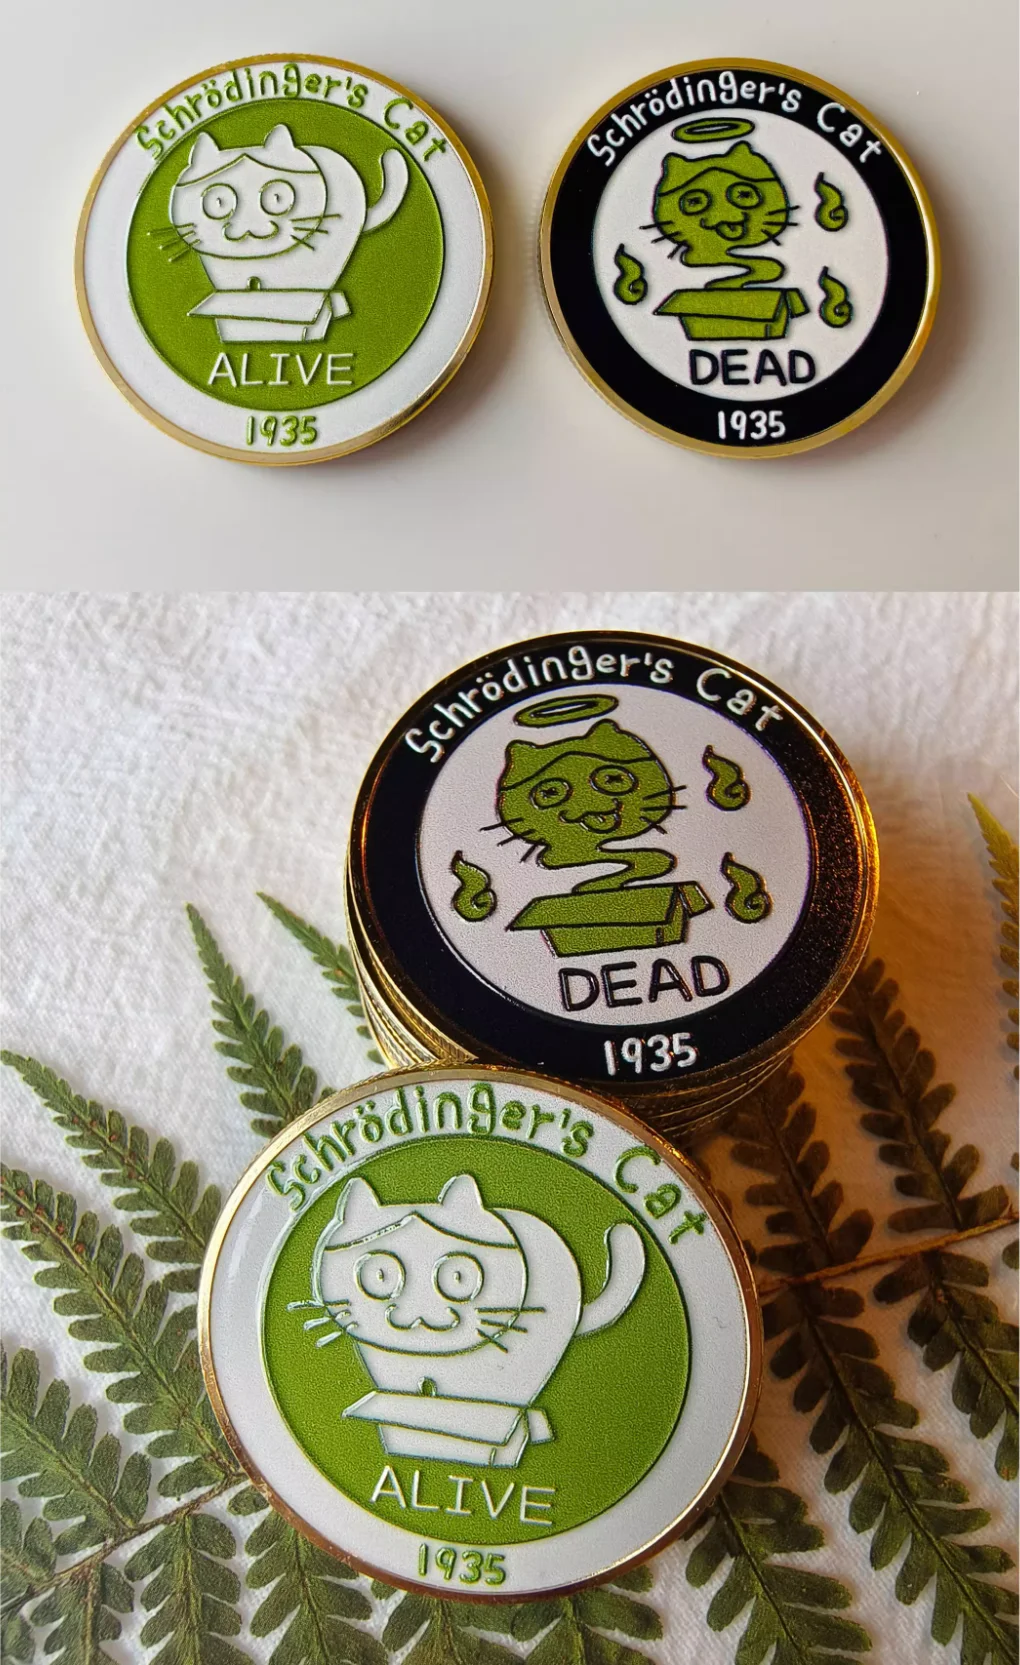 Schrödinger's Cat
ALIVE
1935
Schrödinger's Cat
DEAD
1935
Schrödinger's Cat
DEAD
1935
Schrödinger's Cat
ALIVE
1935